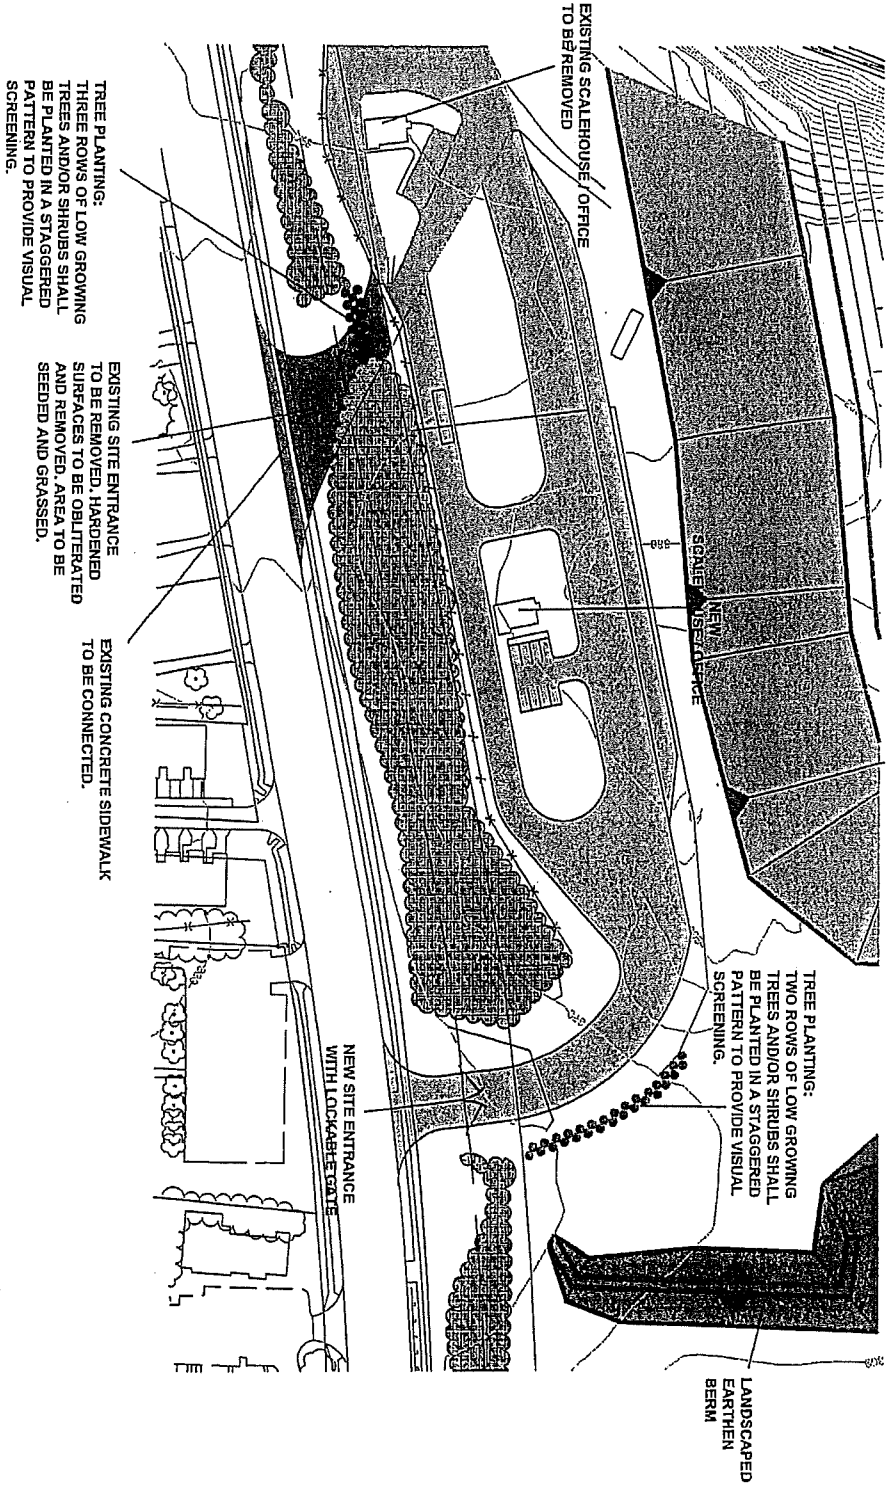 EXISTING SCALEHOUSE / OFFICE
TO BE REMOVED
TREE PLANTING:
THREE ROWS OF LOW GROWING
TREES AND/OR SHRUBS SHALL
BE PLANTED IN A STAGGERED
PATTERN TO PROVIDE VISUAL
SCREENING.
EXISTING SITE ENTRANCE
TO BE REMOVED. HARDENED
SURFACES TO BE OBLITERATED
AND REMOVED. AREA TO BE
SEEDED AND GRASSED.
EXISTING CONCRETE SIDEWALK
TO BE CONNECTED.
NEW
OFFICE
TREE PLANTING:
TWO ROWS OF LOW GROWING
TREES AND/OR SHRUBS SHALL
BE PLANTED IN A STAGGERED
PATTERN TO PROVIDE VISUAL
SCREENING.
NEW SITE ENTRANCE
WITH LOCKABLE GATE
LANDSCAPED
EARTHEN
BERM